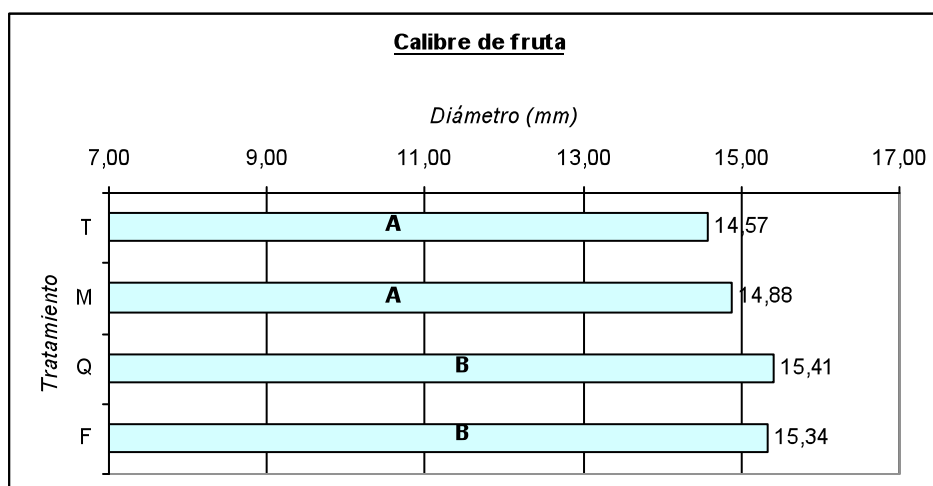 Calibre de fruta
Diámetro (mm)
7,00 9,00 11,00 13,00 15,00 17,00
Tratamiento
T A 14,57
M A 14,88
Q B 15,41
F B 15,34